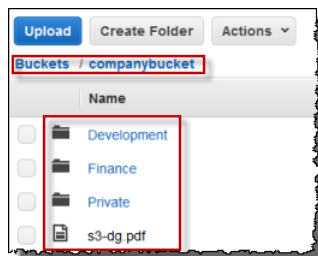 Upload Create Folder Actions
Buckets / companybucket
Name
Development
Finance
Private
s3-dg.pdf